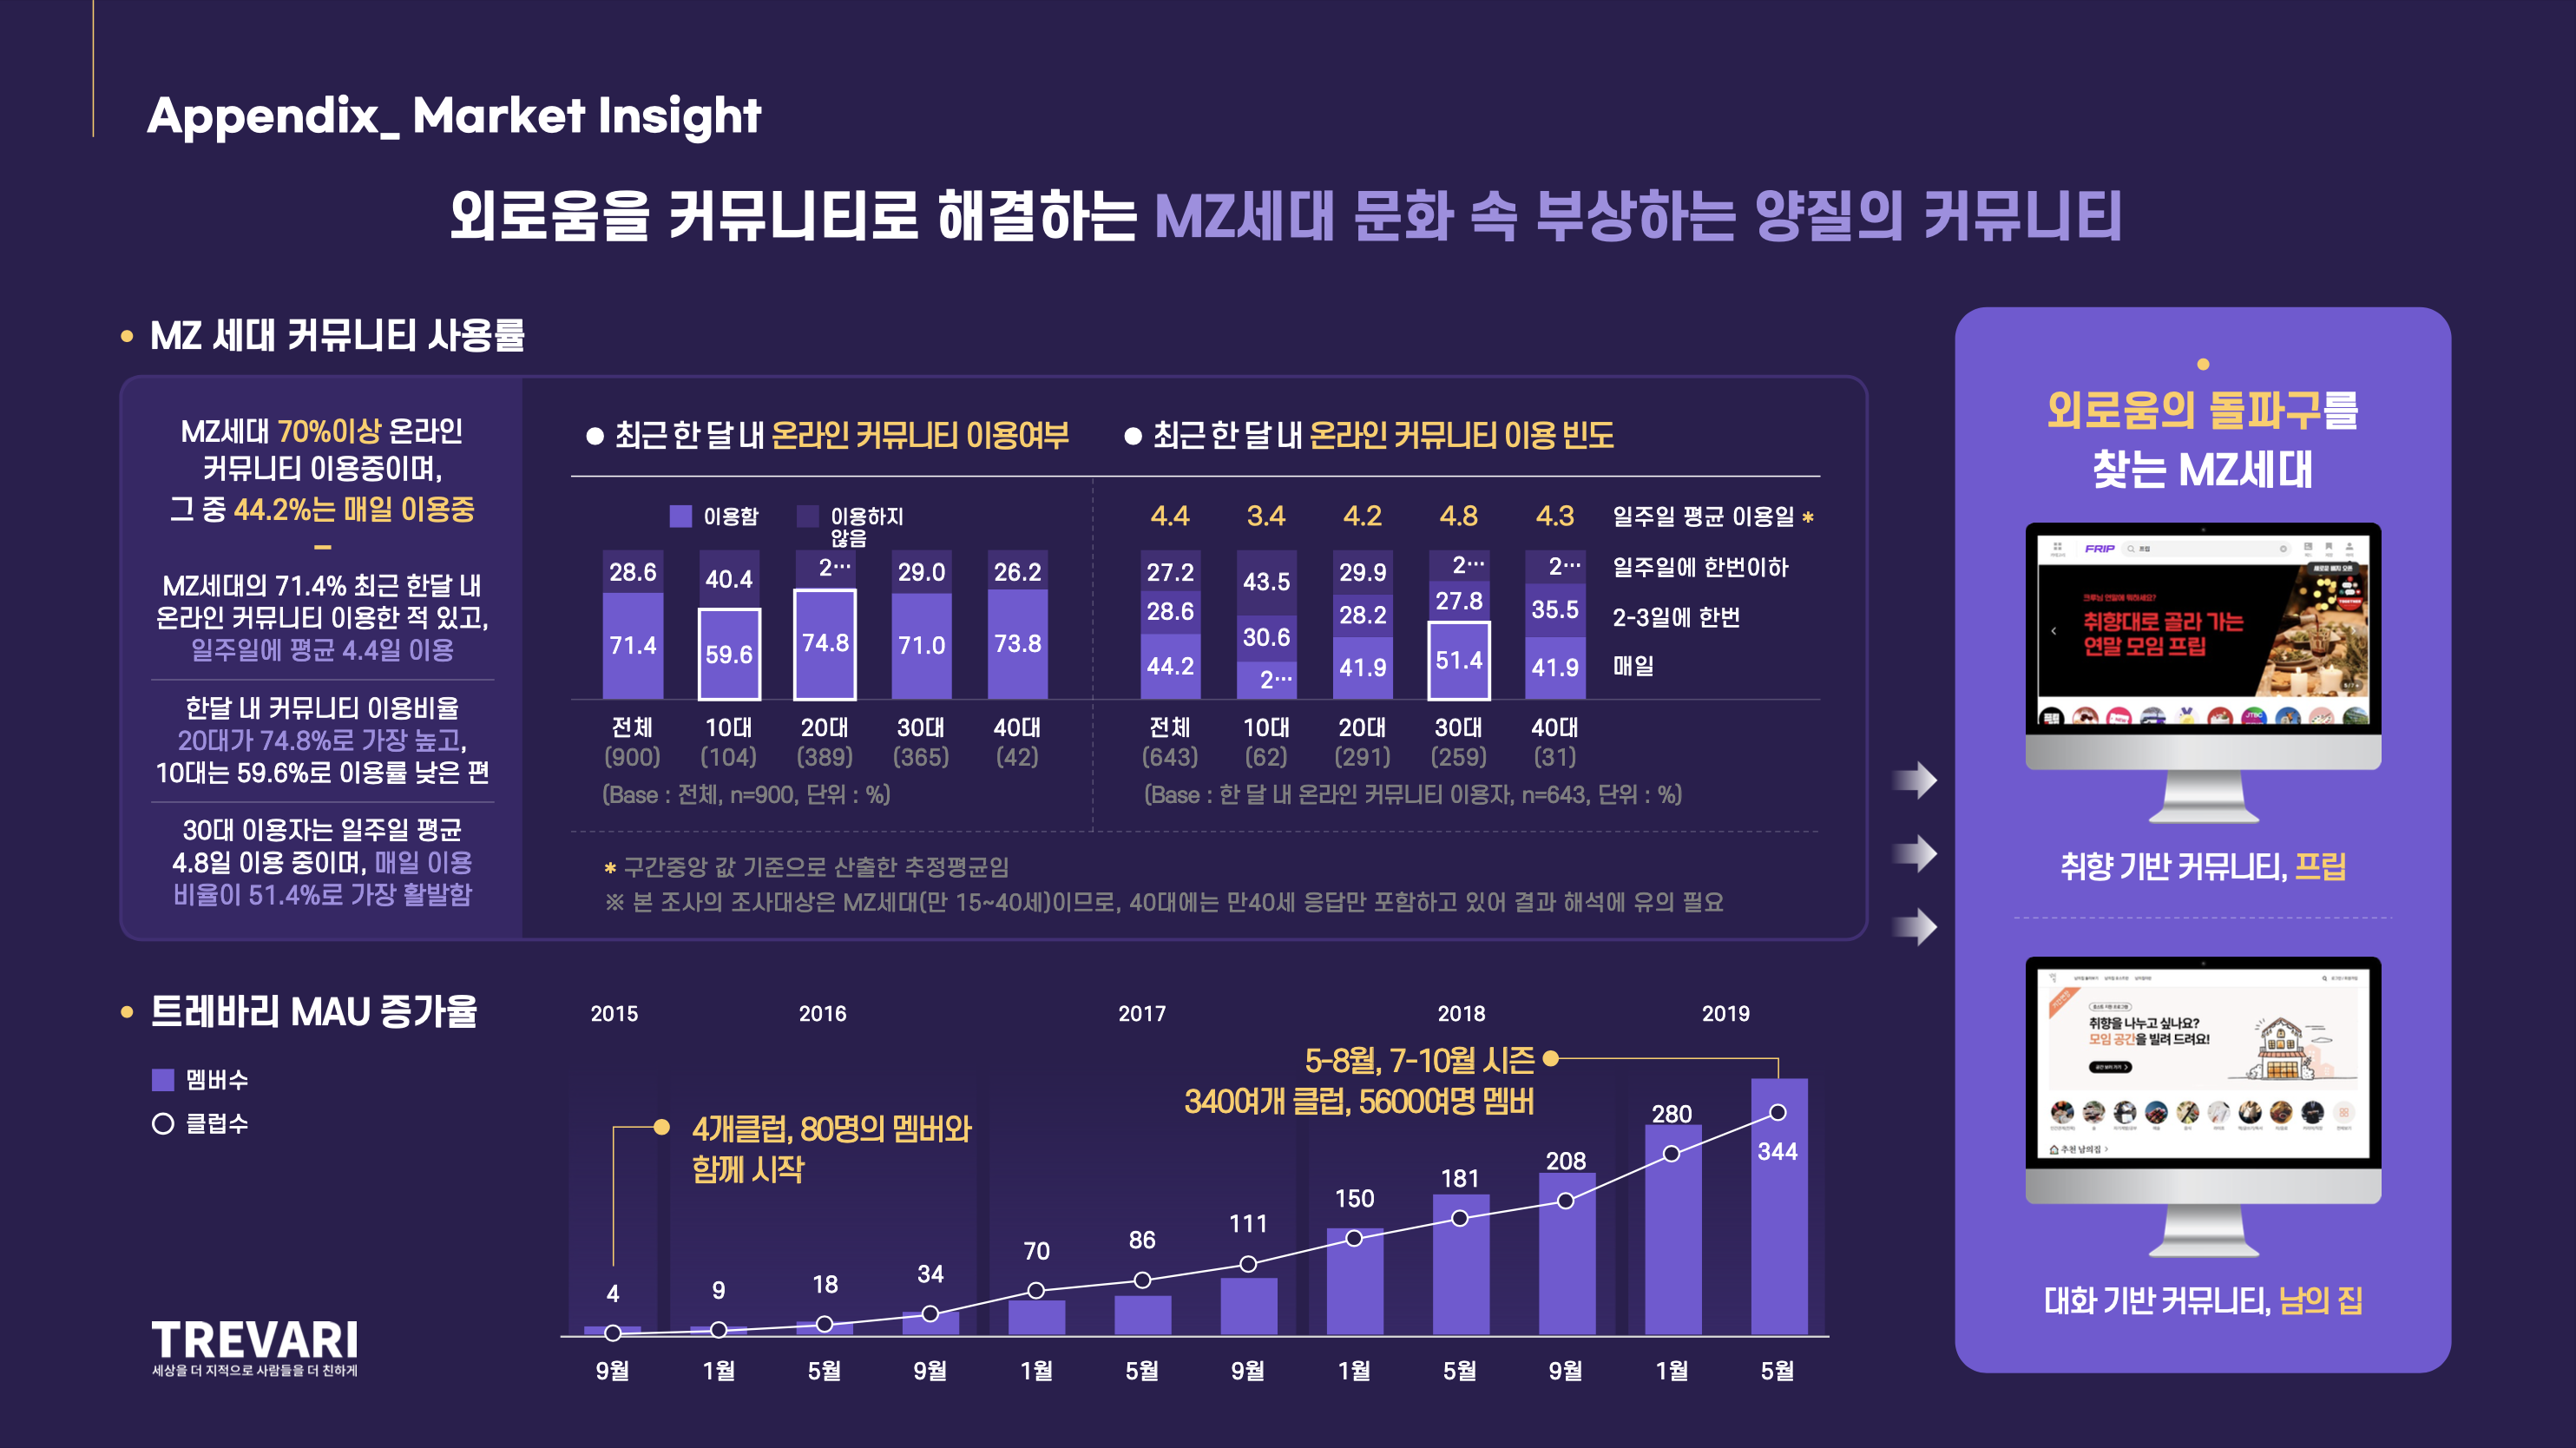 Appendix_ Market Insight
외로움을 커뮤니티로 해결하는 MZ세대 문화 속 부상하는 양질의 커뮤니티
MZ 세대 커뮤니티 사용률
MZ세대 70%이상 온라인
커뮤니티 이용중이며,
그 중 44.2%는 매일 이용중
MZ세대의 71.4% 최근 한달 내
온라인 커뮤니티 이용한 적 있고,
일주일에 평균 4.4일 이용
한달 내 커뮤니티 이용비율
20대가 74.8%로 가장 높고,
10대는 59.6%로 이용률 낮은 편
30대 이용자는 일주일 평균
4.8일 이용 중이며, 매일 이용
비율이 51.4%로 가장 활발함
● 최근 한 달 내 온라인 커뮤니티 이용여부
이용함 이용하지
않음
28.6 40.4 2… 29.0 26.2
71.4 59.6 74.8 71.0 73.8
전체 10대 20대 30대 40대
(900) (104) (389) (365) (42)
(Base : 전체, n=900, 단위 : %)
● 최근 한 달 내 온라인 커뮤니티 이용 빈도
4.4 3.4 4.2 4.8 4.3 일주일 평균 이용일 *
27.2 43.5 29.9 2… 2… 일주일에 한번이하
28.6 30.6 28.2 27.8 35.5 2-3일에 한번
44.2 2… 41.9 51.4 41.9 매일
전체 10대 20대 30대 40대
(643) (62) (291) (259) (31)
(Base : 한 달 내 온라인 커뮤니티 이용자, n=643, 단위 : %)
* 구간중앙 값 기준으로 산출한 추정평균임
※ 본 조사의 조사대상은 MZ세대(만 15~40세)이므로, 40대에는 만40세 응답만 포함하고 있어 결과 해석에 유의 필요
트레바리 MAU 증가율
멤버수
클럽수
TREVARI
세상을 더 지적으로 사람들을 더 친하게
2015 2016 2017 2018 2019
4개클럽, 80명의 멤버와
함께 시작
5-8월, 7-10월 시즌
340여개 클럽, 5600여명 멤버
4 9 18 34 70 86 111 150 181 208 280 344
9월 1월 5월 9월 1월 5월 9월 1월 5월 9월 1월 5월
외로움의 돌파구를
찾는 MZ세대
FRIP
프립
취향대로 골라 가는
연말 모임 프립
취향 기반 커뮤니티, 프립
취향을 나누고 싶나요?
모임 공간을 빌려 드려요!
추천 남의집 >
대화 기반 커뮤니티, 남의 집